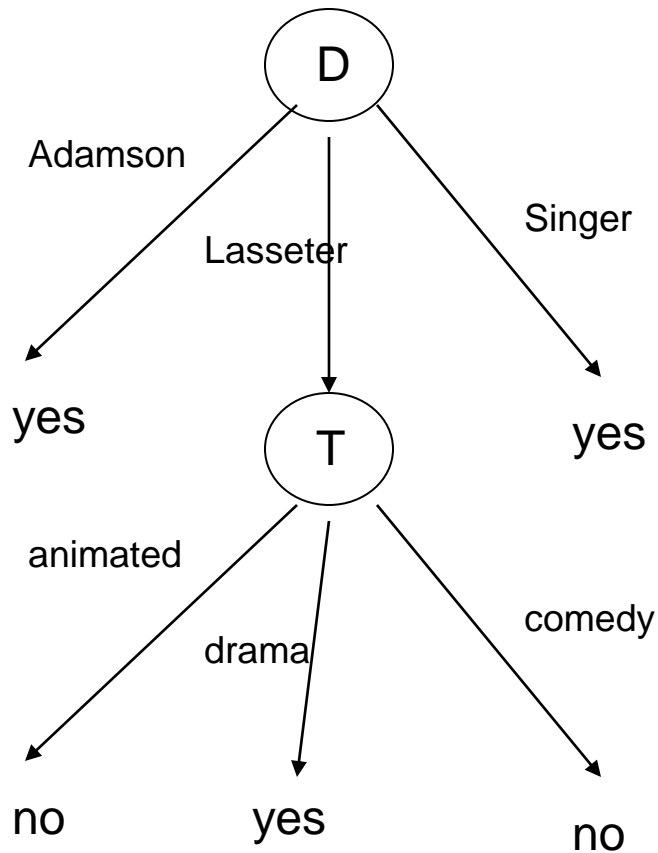 D
Adamson
Singer
Lasseter
yes
yes
T
animated
comedy
drama
no
yes
no